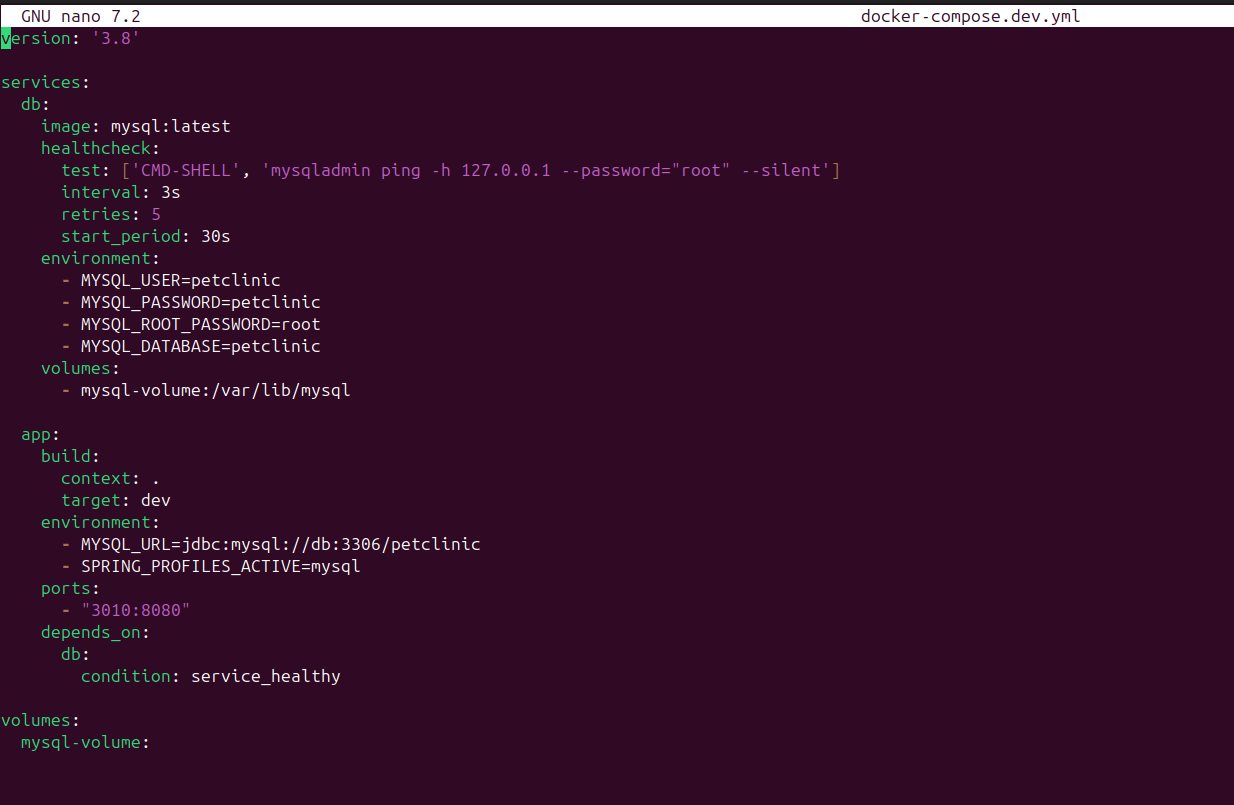 GNU nano 7.2 docker-compose.dev.yml
version: '3.8'

services:
  db:
    image: mysql:latest
    healthcheck:
      test: ['CMD-SHELL', 'mysqladmin ping -h 127.0.0.1 --password="root" --silent']
      interval: 3s
      retries: 5
      start_period: 30s
    environment:
      - MYSQL_USER=petclinic
      - MYSQL_PASSWORD=petclinic
      - MYSQL_ROOT_PASSWORD=root
      - MYSQL_DATABASE=petclinic
    volumes:
      - mysql-volume:/var/lib/mysql

  app:
    build:
      context: .
      target: dev
    environment:
      - MYSQL_URL=jdbc:mysql://db:3306/petclinic
      - SPRING_PROFILES_ACTIVE=mysql
    ports:
      - "3010:8080"
    depends_on:
      db:
        condition: service_healthy

volumes:
  mysql-volume: